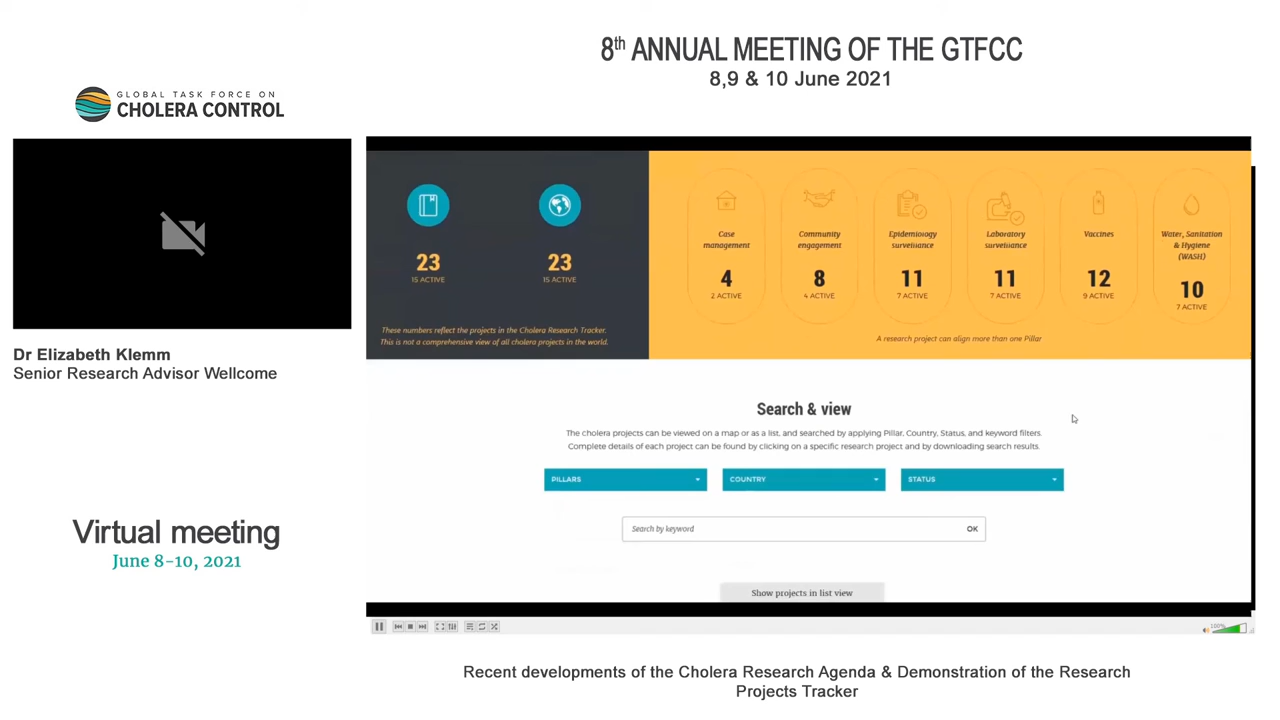 8th ANNUAL MEETING OF THE GTFCC
8,9 & 10 June 2021
GLOBAL TASK FORCE ON
CHOLERA CONTROL
Dr Elizabeth Klemm
Senior Research Advisor Wellcome
Virtual meeting
June 8-10, 2021
23
15 ACTIVE
23
15 ACTIVE
These numbers reflect the projects in the Cholera Research Tracker.
This is not a comprehensive view of all cholera projects in the world.
Case
management
4
2 ACTIVE
Community
engagement
8
4 ACTIVE
Epidemiology
surveillance
11
7 ACTIVE
Laboratory
surveillance
11
7 ACTIVE
Vaccines
12
9 ACTIVE
Water, Sanitation
& Hygiene
(WASH)
10
7 ACTIVE
A research project can align more than one Pillar
Search & view
The cholera projects can be viewed on a map or as a list, and searched by applying Pillar, Country, Status, and keyword filters.
Complete details of each project can be found by clicking on a specific research project and by downloading search results.
PILLARS
COUNTRY
STATUS
Search by keyword
OK
Show projects in list view
100%
Recent developments of the Cholera Research Agenda & Demonstration of the Research
Projects Tracker